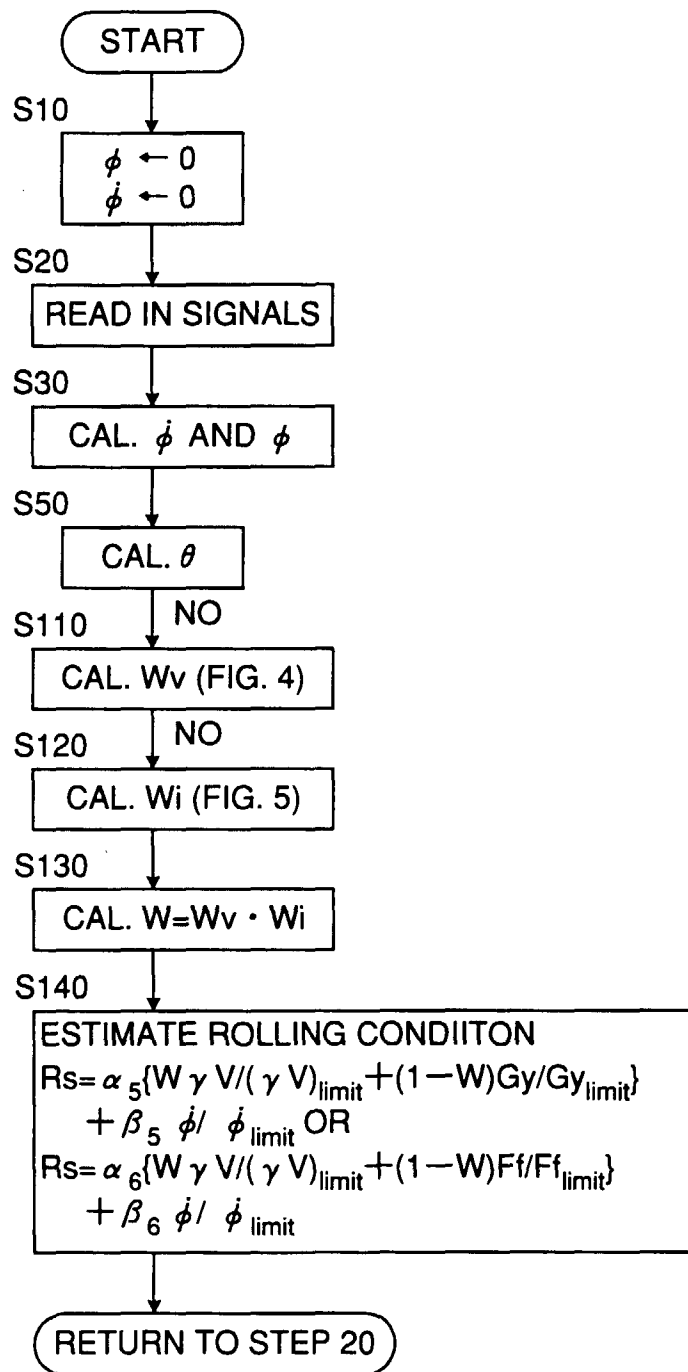 START
S10
ϕ ← 0
ϕ̇ ← 0
S20
READ IN SIGNALS
S30
CAL. ϕ̇ AND ϕ
S50
CAL. θ
NO
S110
CAL. Wv (FIG. 4)
NO
S120
CAL. Wi (FIG. 5)
S130
CAL. W=Wv · Wi
S140
ESTIMATE ROLLING CONDIITON
Rs= α₅{W γ V/( γ V)limit+(1−W)Gy/Gylimit}
+ β₅ ϕ̇/ ϕ̇limit OR
Rs= α₆{W γ V/( γ V)limit+(1−W)Ff/Fflimit}
+ β₆ ϕ̇/ ϕ̇limit
RETURN TO STEP 20